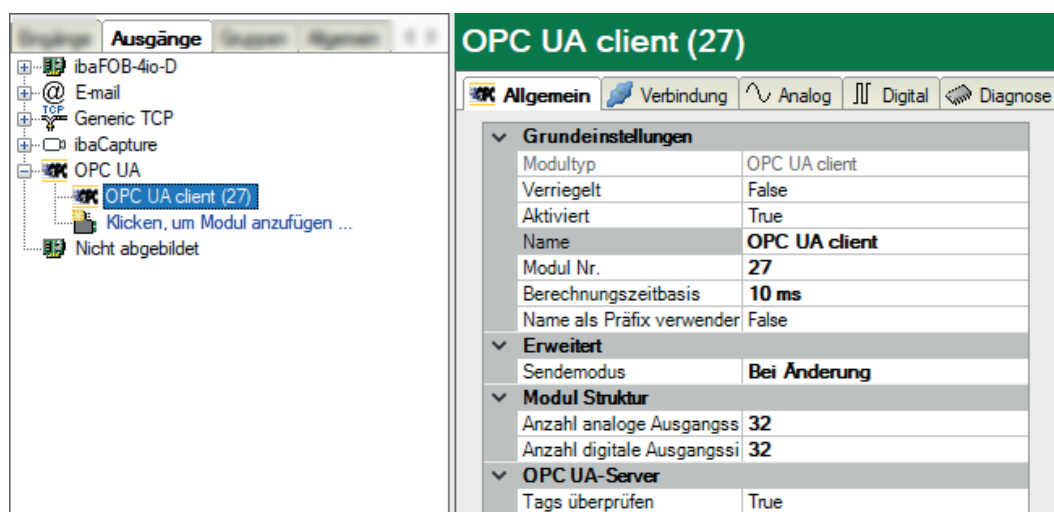 Ausgänge
ibaFOB-4io-D
E-mail
Generic TCP
ibaCapture
OPC UA
OPC UA client (27)
Klicken, um Modul anzufügen ...
Nicht abgebildet
OPC UA client (27)
Allgemein Verbindung Analog Digital Diagnose
Grundeinstellungen
Modultyp OPC UA client
Verriegelt False
Aktiviert True
Name OPC UA client
Modul Nr. 27
Berechnungszeitbasis 10 ms
Name als Präfix verwender False
Erweitert
Sendemodus Bei Änderung
Modul Struktur
Anzahl analoge Ausgangss 32
Anzahl digitale Ausgangssi 32
OPC UA-Server
Tags überprüfen True